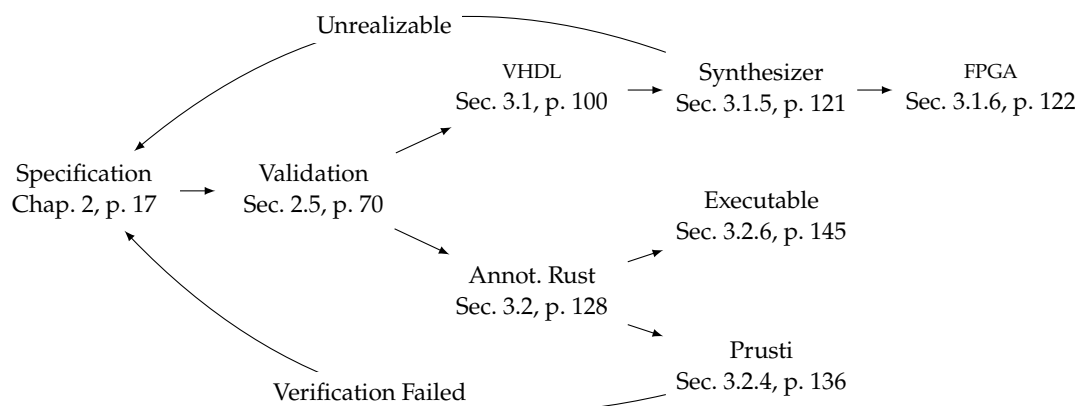 Unrealizable
VHDL
Sec. 3.1, p. 100
Synthesizer
Sec. 3.1.5, p. 121
FPGA
Sec. 3.1.6, p. 122
Specification
Chap. 2, p. 17
Validation
Sec. 2.5, p. 70
Executable
Sec. 3.2.6, p. 145
Annot. Rust
Sec. 3.2, p. 128
Prusti
Sec. 3.2.4, p. 136
Verification Failed